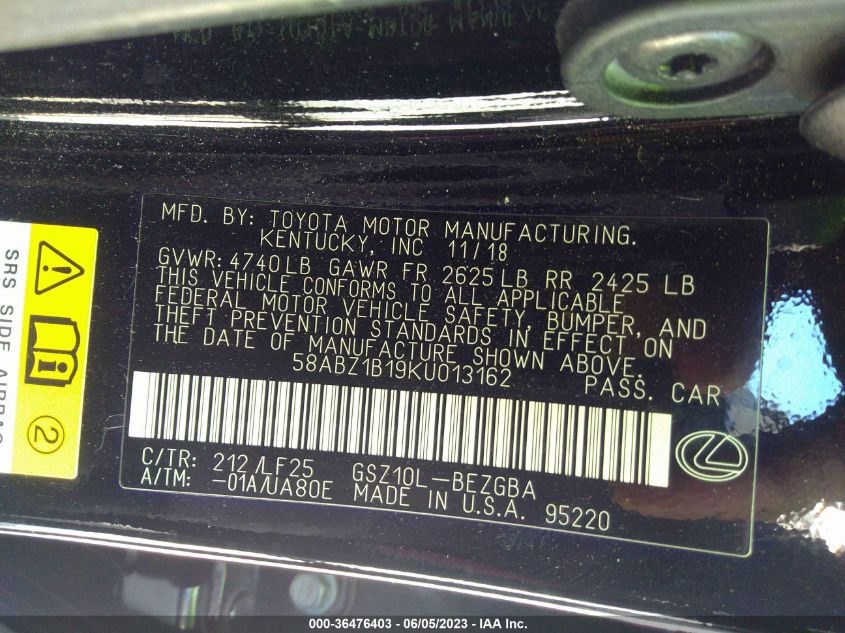 MFD. BY: TOYOTA MOTOR MANUFACTURING.
KENTUCKY, INC 11/18
GVWR: 4740LB GAWR FR 2625LB RR 2425 LB
THIS VEHICLE CONFORMS TO ALL APPLICABLE
FEDERAL MOTOR VEHICLE SAFETY, BUMPER, AND
THEFT PREVENTION STANDARDS IN EFFECT ON
THE DATE OF MANUFACTURE SHOWN ABOVE.
58ABZ1B19KU013162 PASS. CAR
C/TR: 212/LF25 GSZ10L-BEZGBA
A/TM: -01A/UA80E MADE IN U.S.A. 95220
SRS SIDE AIRBAG
2
000-36476403 - 06/05/2023 - IAA Inc.